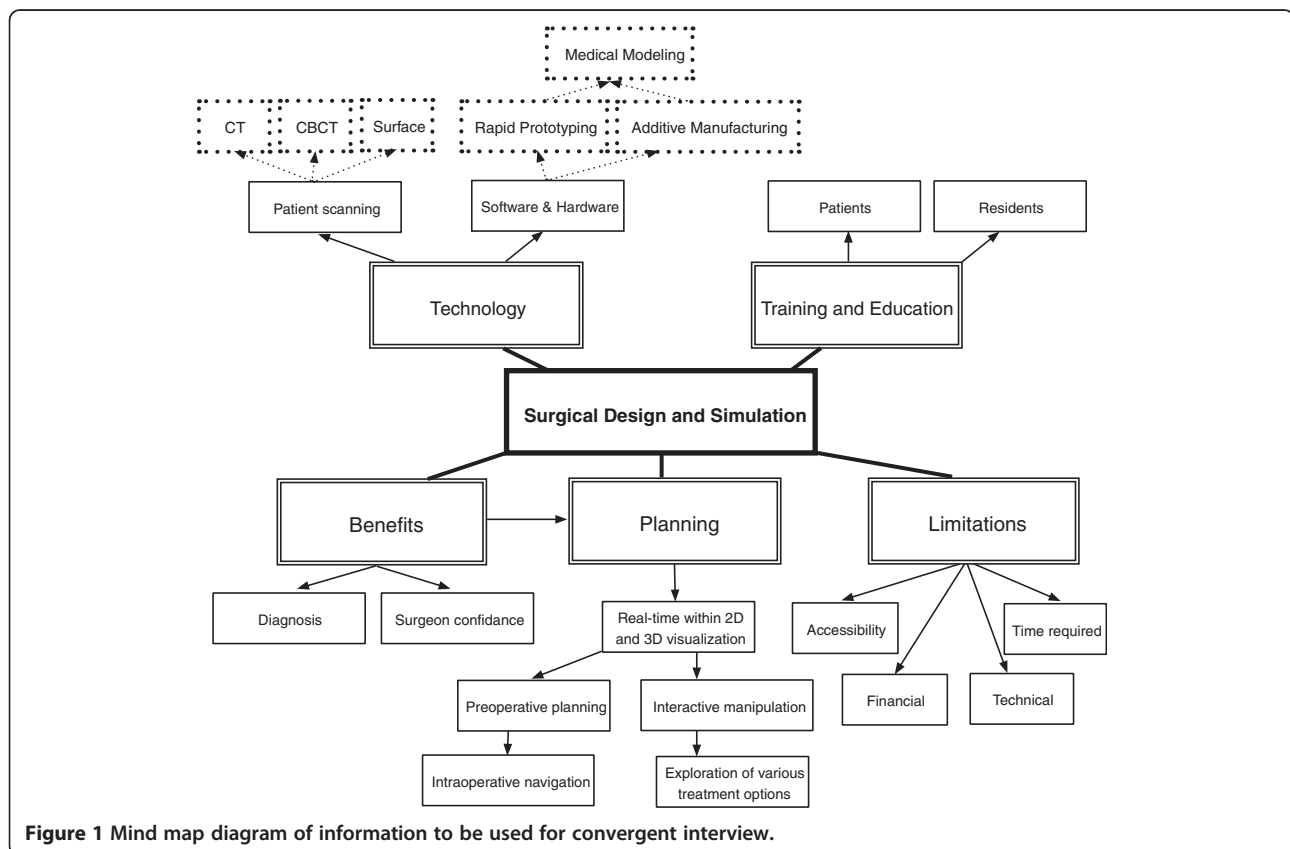 Medical Modeling
CT
CBCT
Surface
Rapid Prototyping
Additive Manufacturing
Patient scanning
Software & Hardware
Patients
Residents
Technology
Training and Education
Surgical Design and Simulation
Benefits
Planning
Limitations
Diagnosis
Surgeon confidance
Real-time within 2D
and 3D visualization
Accessibility
Time required
Preoperative planning
Interactive manipulation
Financial
Technical
Intraoperative navigation
Exploration of various
treatment options
Figure 1 Mind map diagram of information to be used for convergent interview.